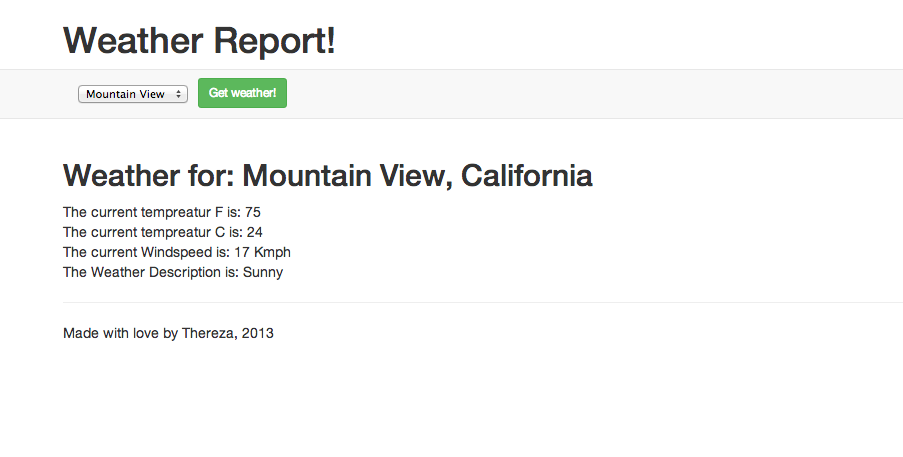 Weather Report!
Mountain View
Get weather!
Weather for: Mountain View, California
The current tempreatur F is: 75
The current tempreatur C is: 24
The current Windspeed is: 17 Kmph
The Weather Description is: Sunny
Made with love by Thereza, 2013